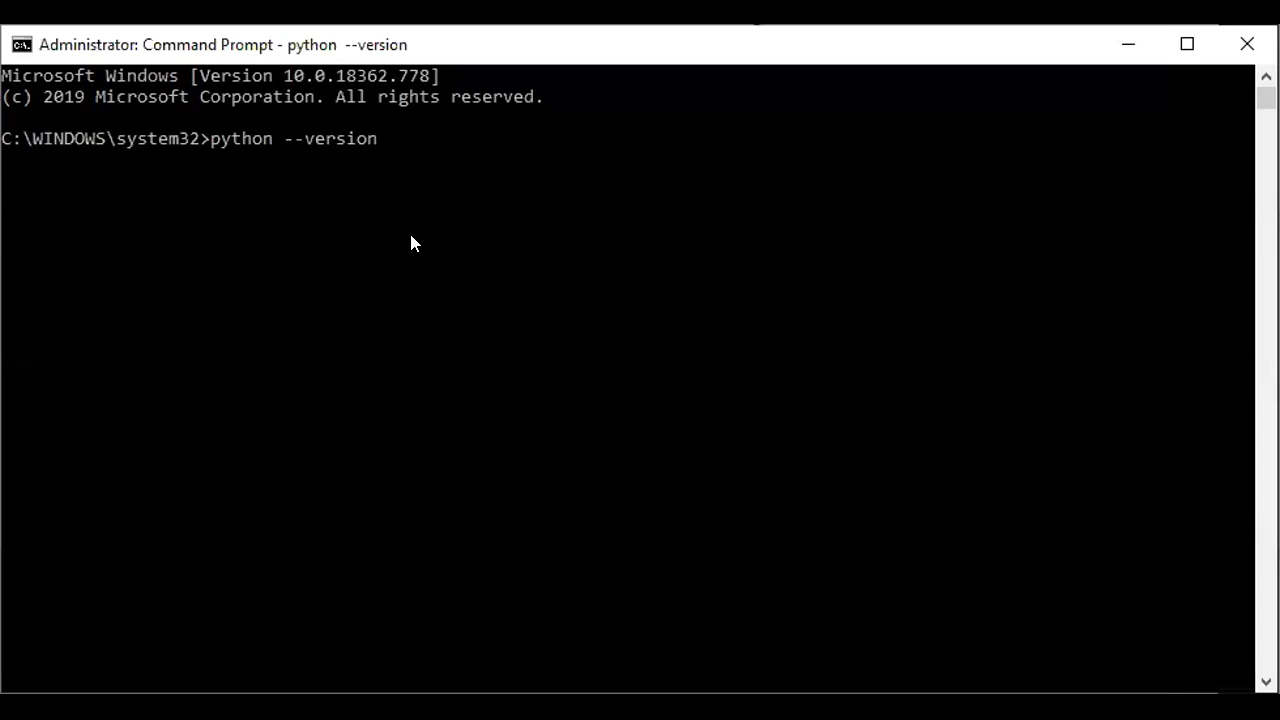 Administrator: Command Prompt - python  --version
Microsoft Windows [Version 10.0.18362.778]
(c) 2019 Microsoft Corporation. All rights reserved.
C:\WINDOWS\system32>python --version